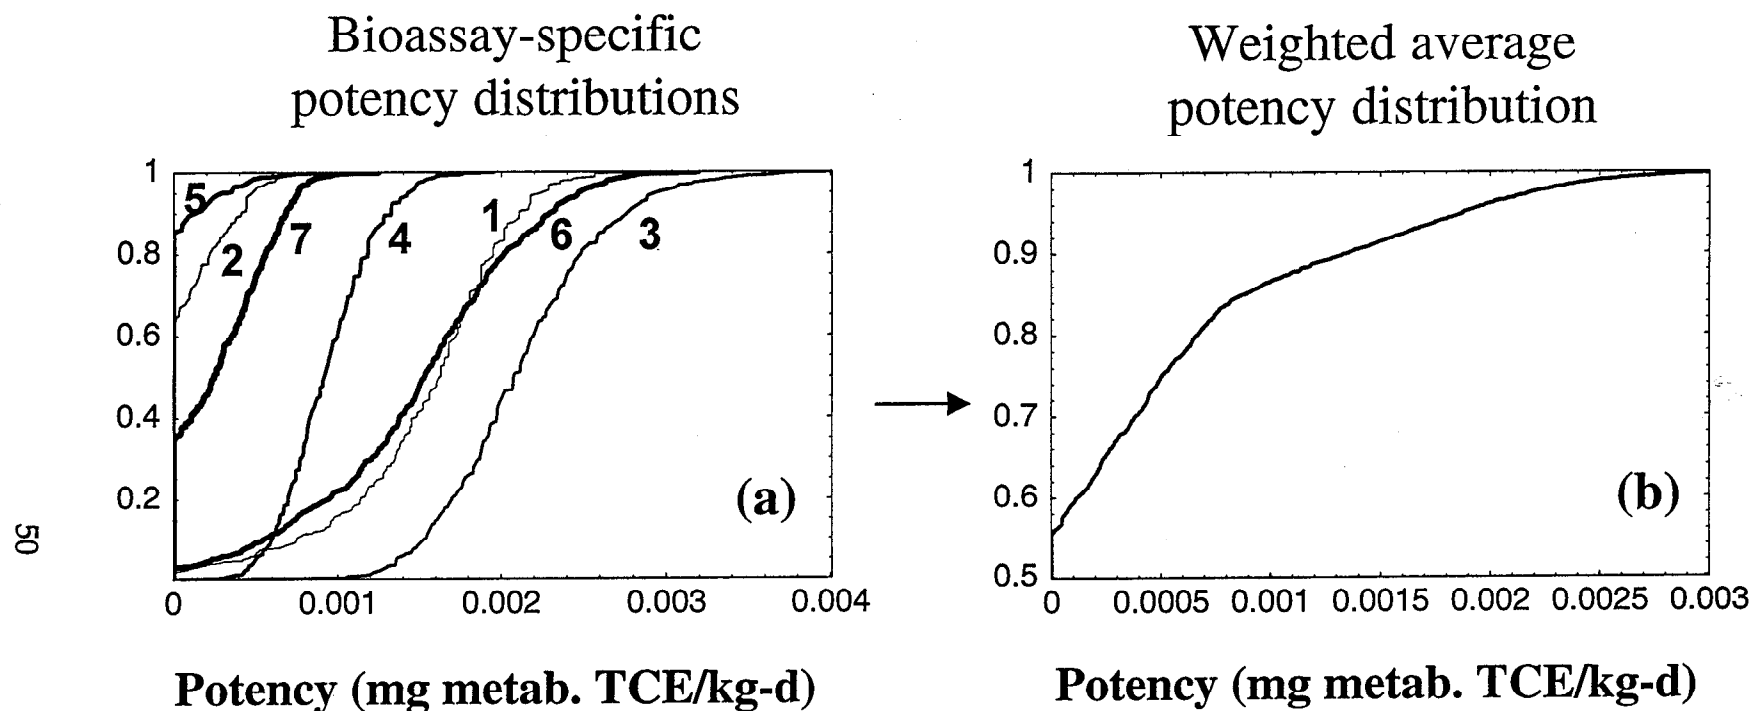 Bioassay-specific
potency distributions
1
0.8
0.6
0.4
0.2
5
2
7
4
1
6
3
(a)
0 0.001 0.002 0.003 0.004
Potency (mg metab. TCE/kg-d)
Weighted average
potency distribution
1
0.9
0.8
0.7
0.6
0.5
(b)
0 0.0005 0.001 0.0015 0.002 0.0025 0.003
Potency (mg metab. TCE/kg-d)
50